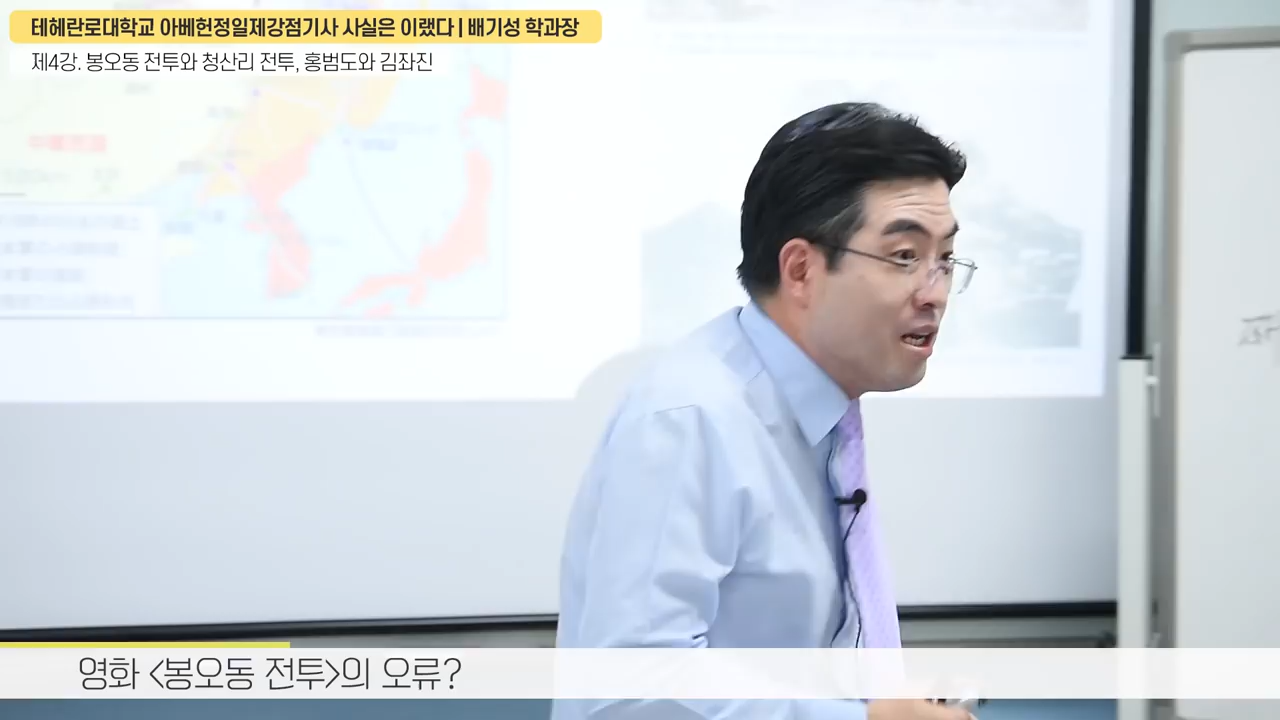 테헤란로대학교 아베헌정일제강점기사 사실은 이랬다 | 배기성 학과장
제4강. 봉오동 전투와 청산리 전투, 홍범도와 김좌진
영화 <봉오동 전투>의 오류?